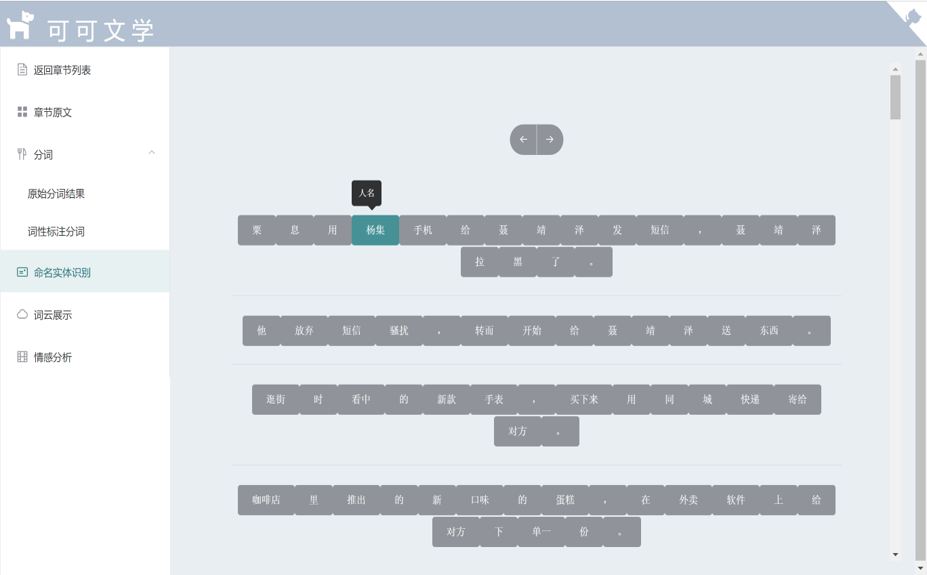 可可文学
返回章节列表
章节原文
分词
原始分词结果
词性标注分词
命名实体识别
词云展示
情感分析
← →
人名
栗 息 用 杨集 手机 给 聂 靖 泽 发 短信 ， 聂 靖 泽
拉 黑 了 。
他 放弃 短信 骚扰 ， 转而 开始 给 聂 靖 泽 送 东西 。
逛街 时 看中 的 新款 手表 ， 买下来 用 同 城 快递 寄给
对方 。
咖啡店 里 推出 的 新 口味 的 蛋糕 ， 在 外卖 软件 上 给
对方 下 单一 份 。